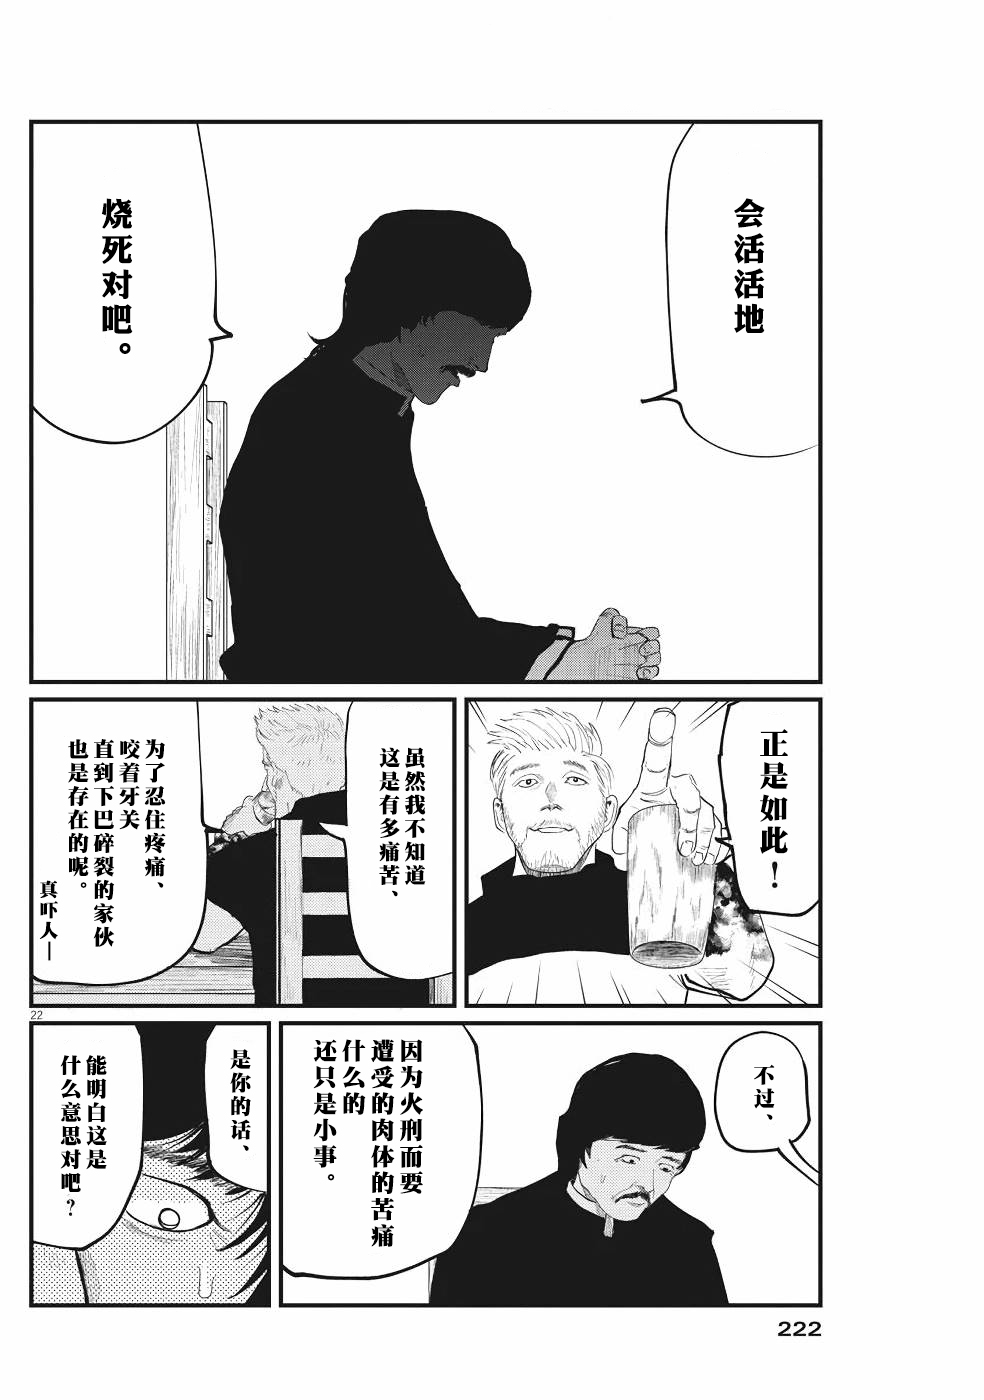 会活活地
烧死对吧。
正是如此！
虽然我不知道
这是有多痛苦、
为了忍住疼痛、
咬着牙关
直到下巴碎裂的家伙
也是存在的呢。
真吓人—
22
不过、
因为火刑而要
遭受的肉体的苦痛
什么的
还只是小事。
是你的话、
能明白这是
什么意思对吧？
222